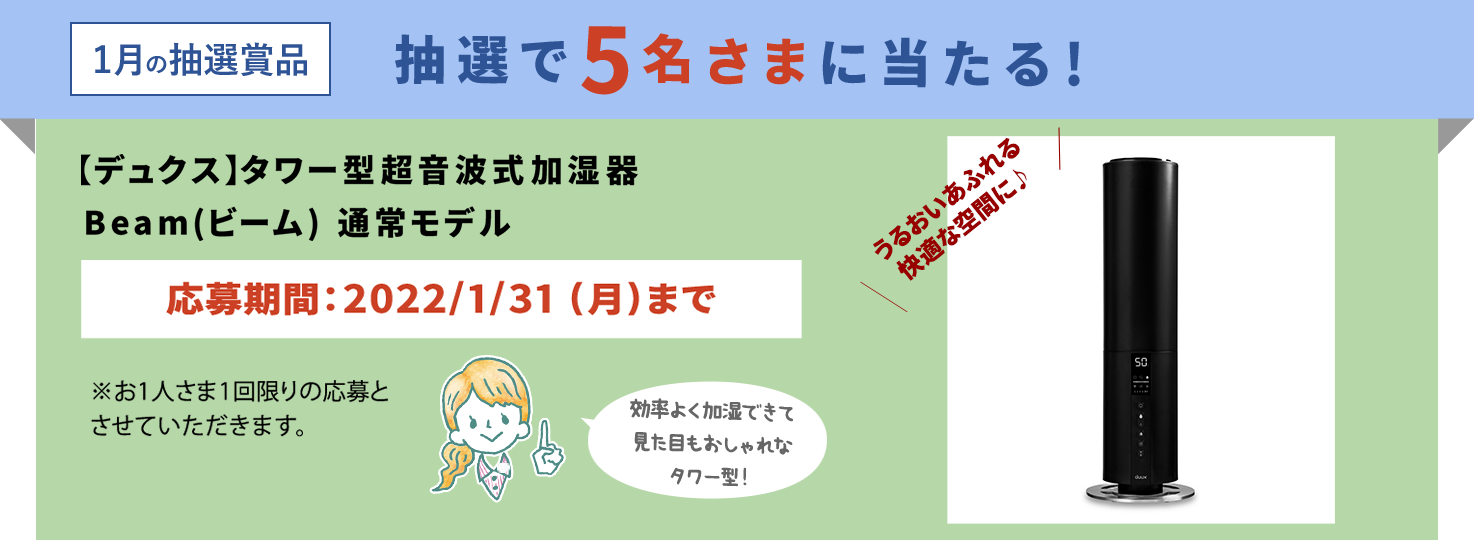 1月の抽選賞品
抽選で5名さまに当たる!
【デュクス】タワー型超音波式加湿器
Beam(ビーム) 通常モデル
応募期間：2022/1/31（月）まで
※お1人さま1回限りの応募と
させていただきます。
効率よく加湿できて
見た目もおしゃれな
タワー型!
うるおいあふれる
快適な空間に♪
50
duux